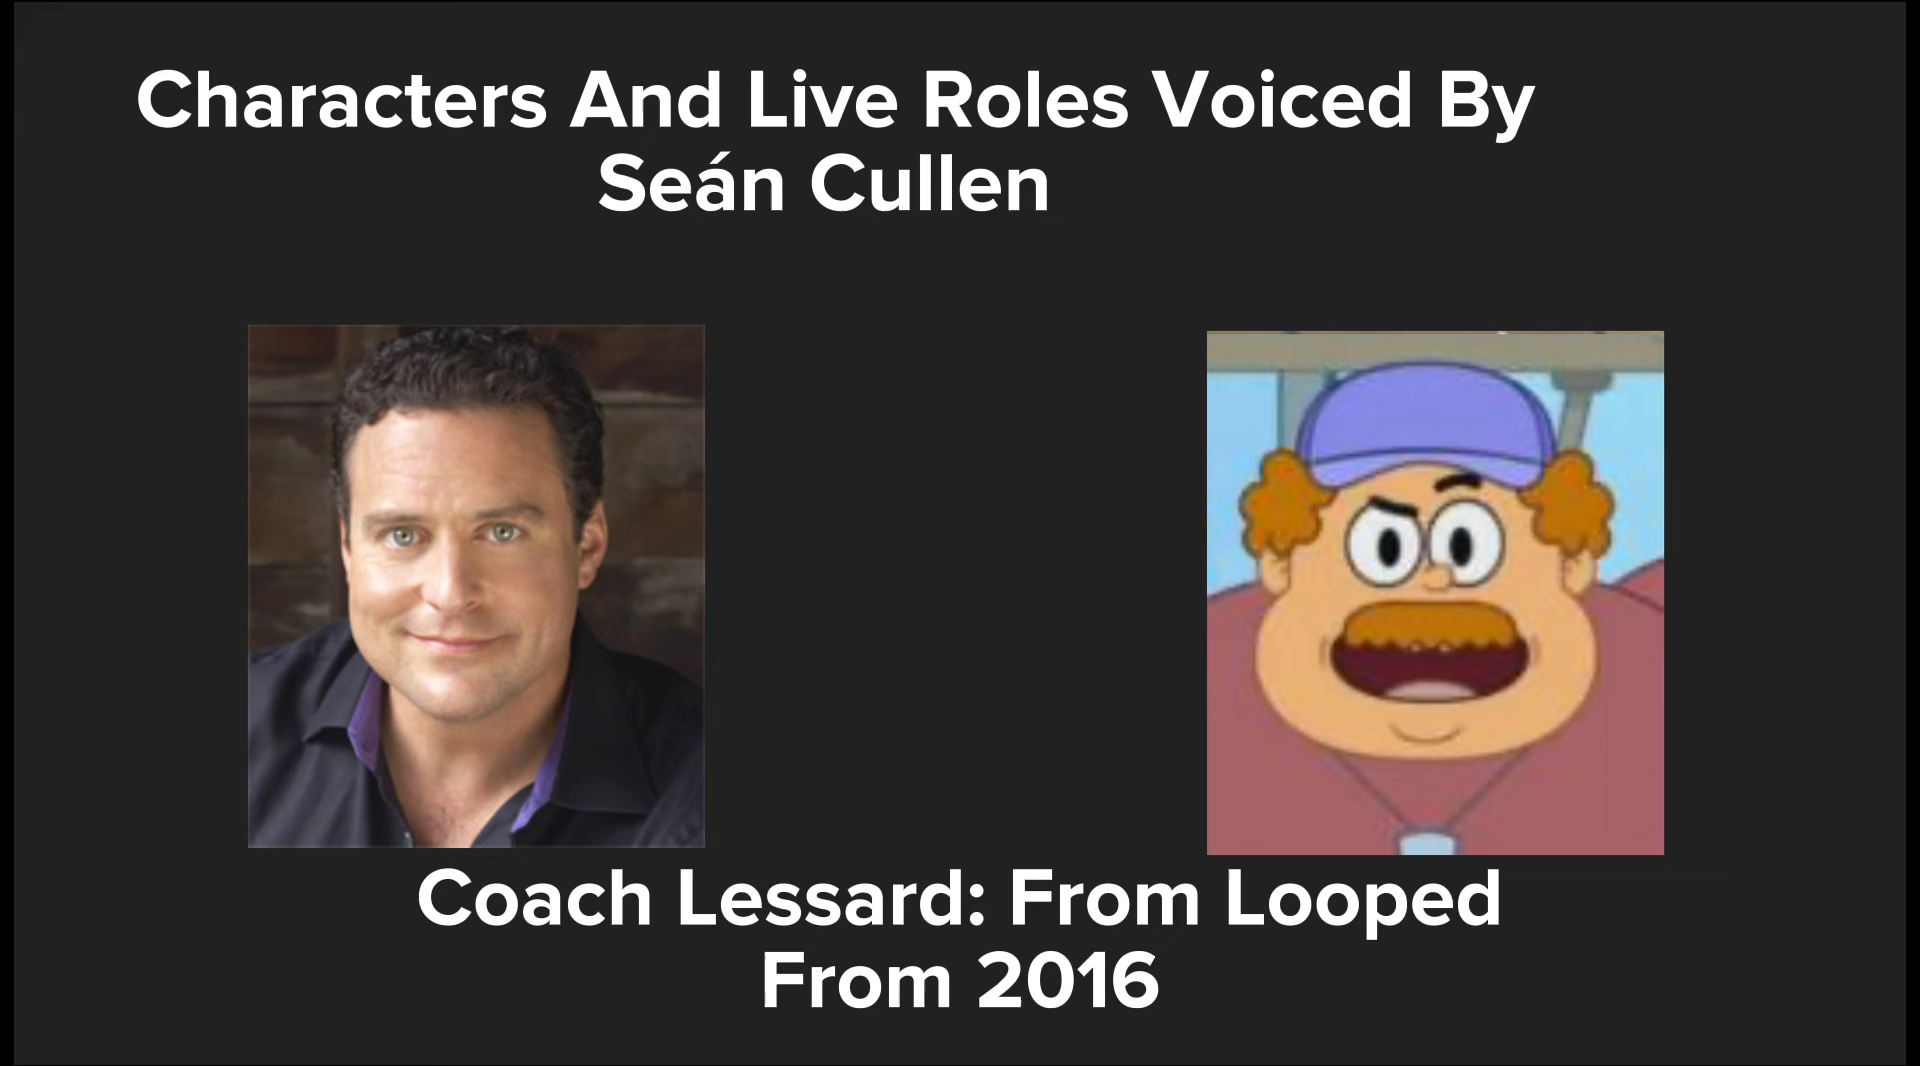 Characters And Live Roles Voiced By
Seán Cullen
Coach Lessard: From Looped
From 2016